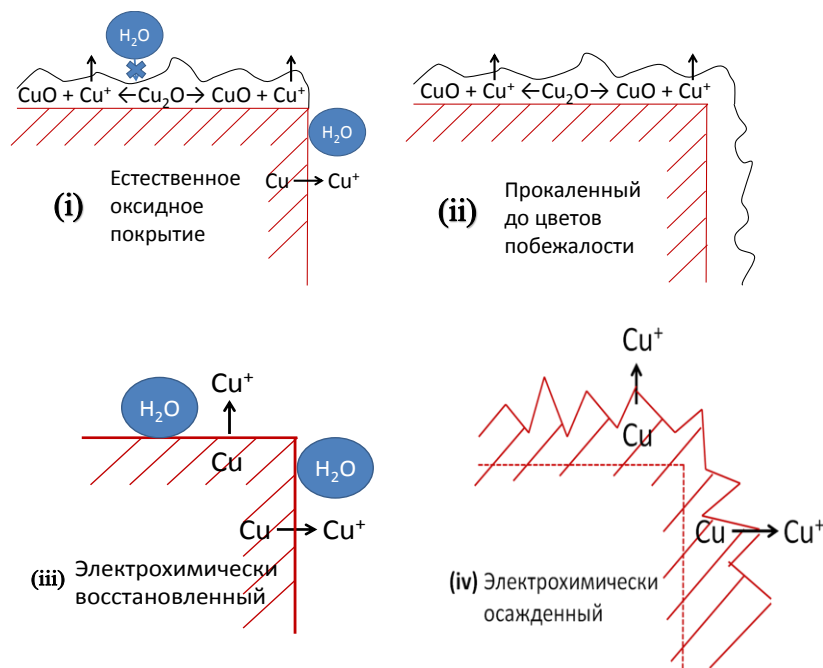 H₂O
CuO + Cu⁺ ←Cu₂O→ CuO + Cu⁺
H₂O
Cu → Cu⁺
(i) Естественное
оксидное
покрытие
CuO + Cu⁺ ←Cu₂O→ CuO + Cu⁺
(ii) Прокаленный
до цветов
побежалости
Cu⁺
H₂O
Cu
H₂O
Cu → Cu⁺
(iii) Электрохимически
восстановленный
Cu⁺
Cu
Cu → Cu⁺
(iv) Электрохимически
осажденный